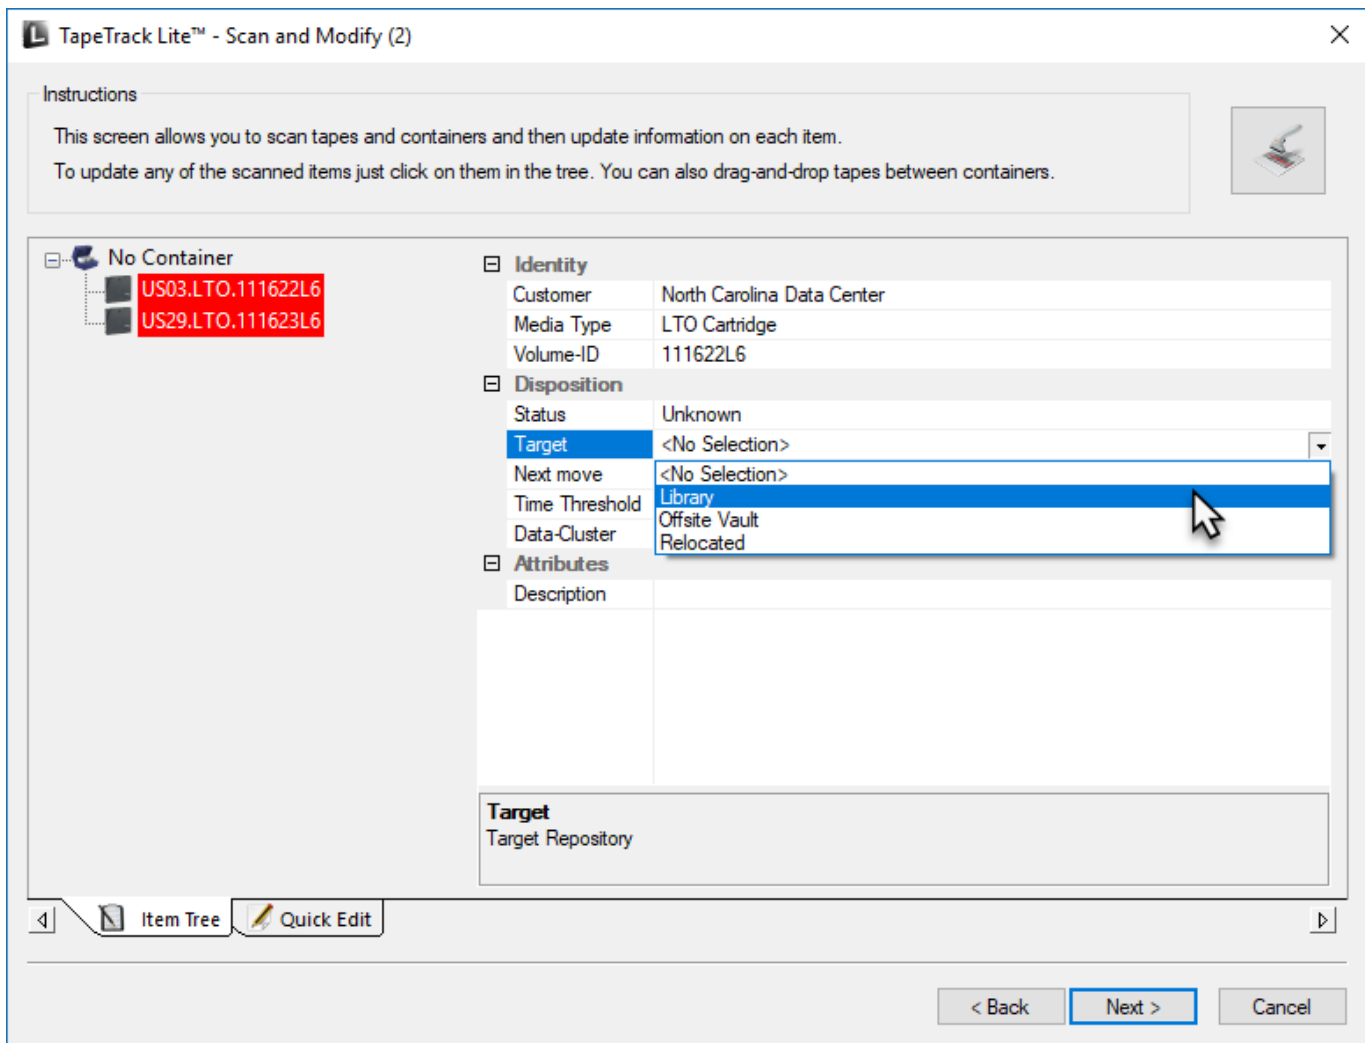 TapeTrack Lite™ - Scan and Modify (2)
Instructions
This screen allows you to scan tapes and containers and then update information on each item.
To update any of the scanned items just click on them in the tree. You can also drag-and-drop tapes between containers.
No Container
US03.LTO.111622L6
US29.LTO.111623L6
Identity
Customer North Carolina Data Center
Media Type LTO Cartridge
Volume-ID 111622L6
Disposition
Status Unknown
Target <No Selection>
Next move <No Selection>
Library
Time Threshold
Offsite Vault
Data-Cluster
Relocated
Attributes
Description
Target
Target Repository
Item Tree Quick Edit
< Back Next > Cancel